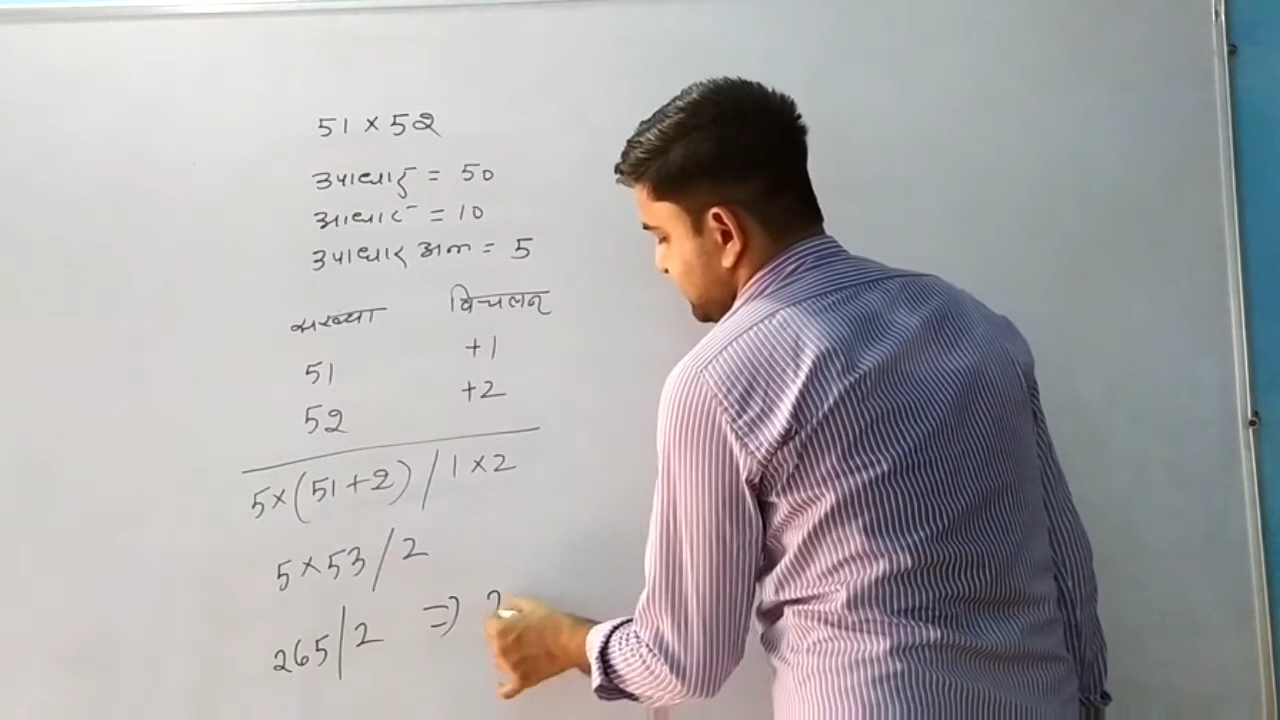 51 × 52
उपाधार = 50
आधार = 10
उपाधार अंक = 5
संख्या विचलन
51 +1
52 +2
5×(51+2) / 1×2
5×53 / 2
265 | 2 ⇒ 2